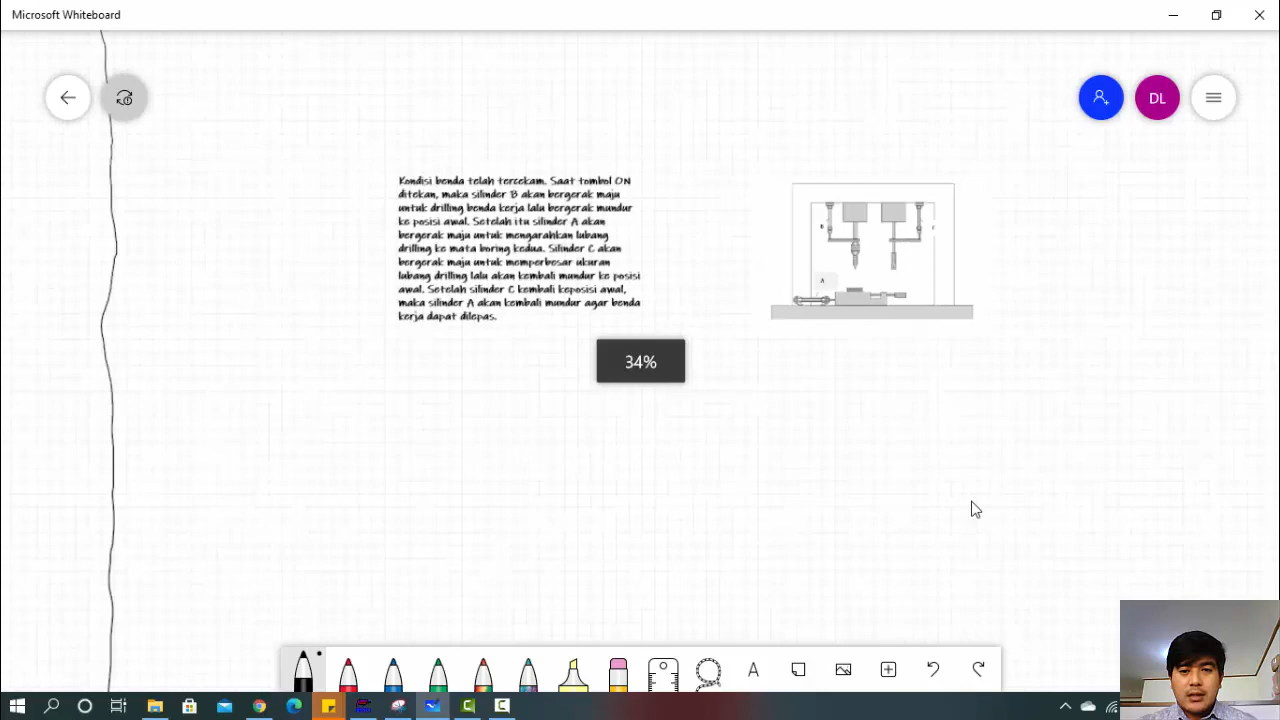 Microsoft Whiteboard
DL
Kondisi benda telah tercekam. Saat tombol ON
ditekan, maka silinder B akan bergerak maju
untuk drilling benda kerja lalu bergerak mundur
ke posisi awal. Setelah itu silinder A akan
bergerak maju untuk mengarahkan lubang
drilling ke mata boring kedua. Silinder C akan
bergerak maju untuk memperbesar ukuran
lubang drilling lalu akan kembali mundur ke posisi
awal. Setelah silinder C kembali keposisi awal,
maka silinder A akan kembali mundur agar benda
kerja dapat dilepas.
B
A
34%
A